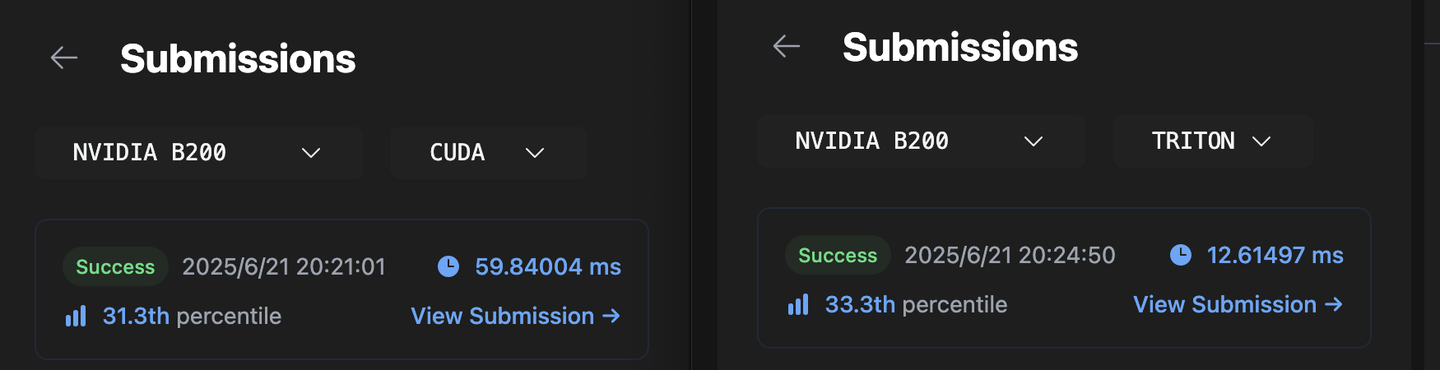 Submissions
NVIDIA B200
CUDA
Success 2025/6/21 20:21:01 59.84004 ms
31.3th percentile View Submission →
Submissions
NVIDIA B200
TRITON
Success 2025/6/21 20:24:50 12.61497 ms
33.3th percentile View Submission →